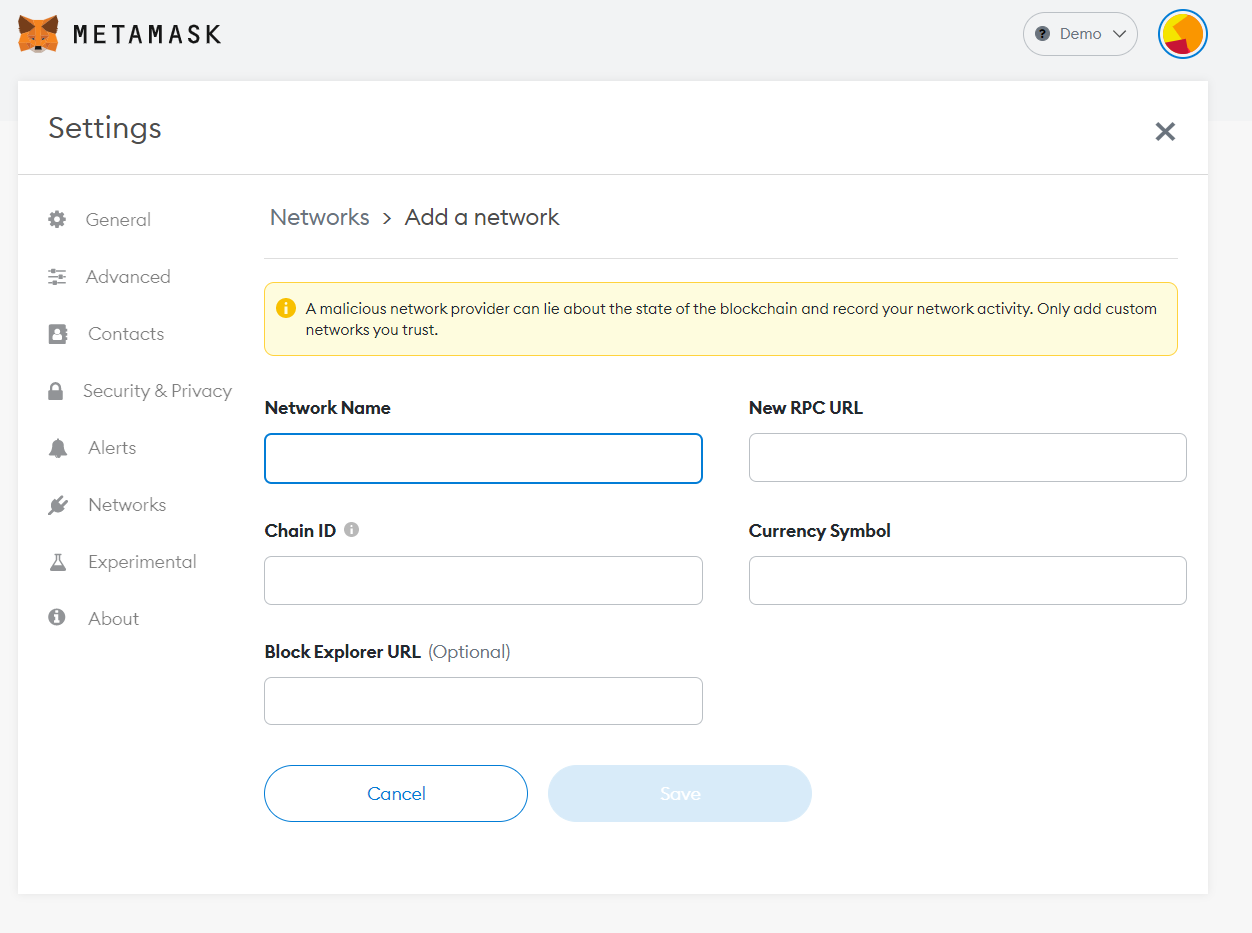 METAMASK
Demo
Settings
General
Advanced
Contacts
Security & Privacy
Alerts
Networks
Experimental
About
Networks > Add a network
A malicious network provider can lie about the state of the blockchain and record your network activity. Only add custom
networks you trust.
Network Name
New RPC URL
Chain ID
Currency Symbol
Block Explorer URL (Optional)
Cancel
Save